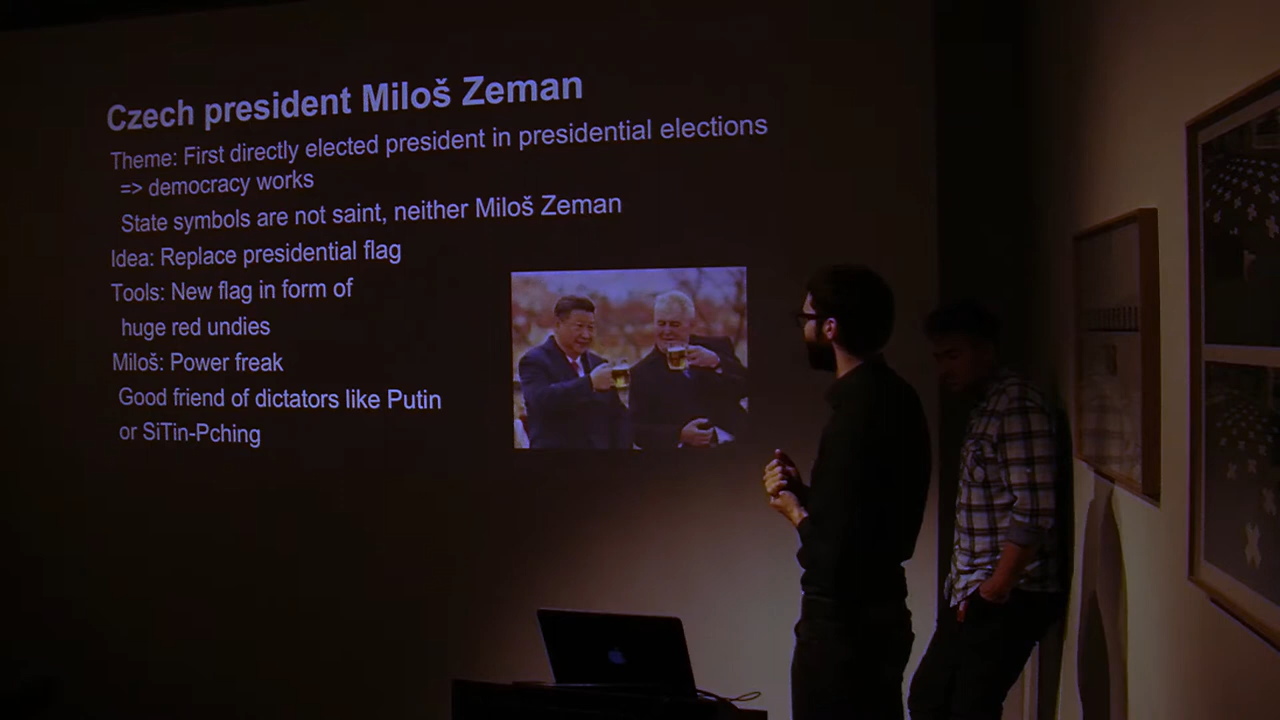 Czech president Miloš Zeman
Theme: First directly elected president in presidential elections
=> democracy works
State symbols are not saint, neither Miloš Zeman
Idea: Replace presidential flag
Tools: New flag in form of
huge red undies
Miloš: Power freak
Good friend of dictators like Putin
or SiTin-Pching